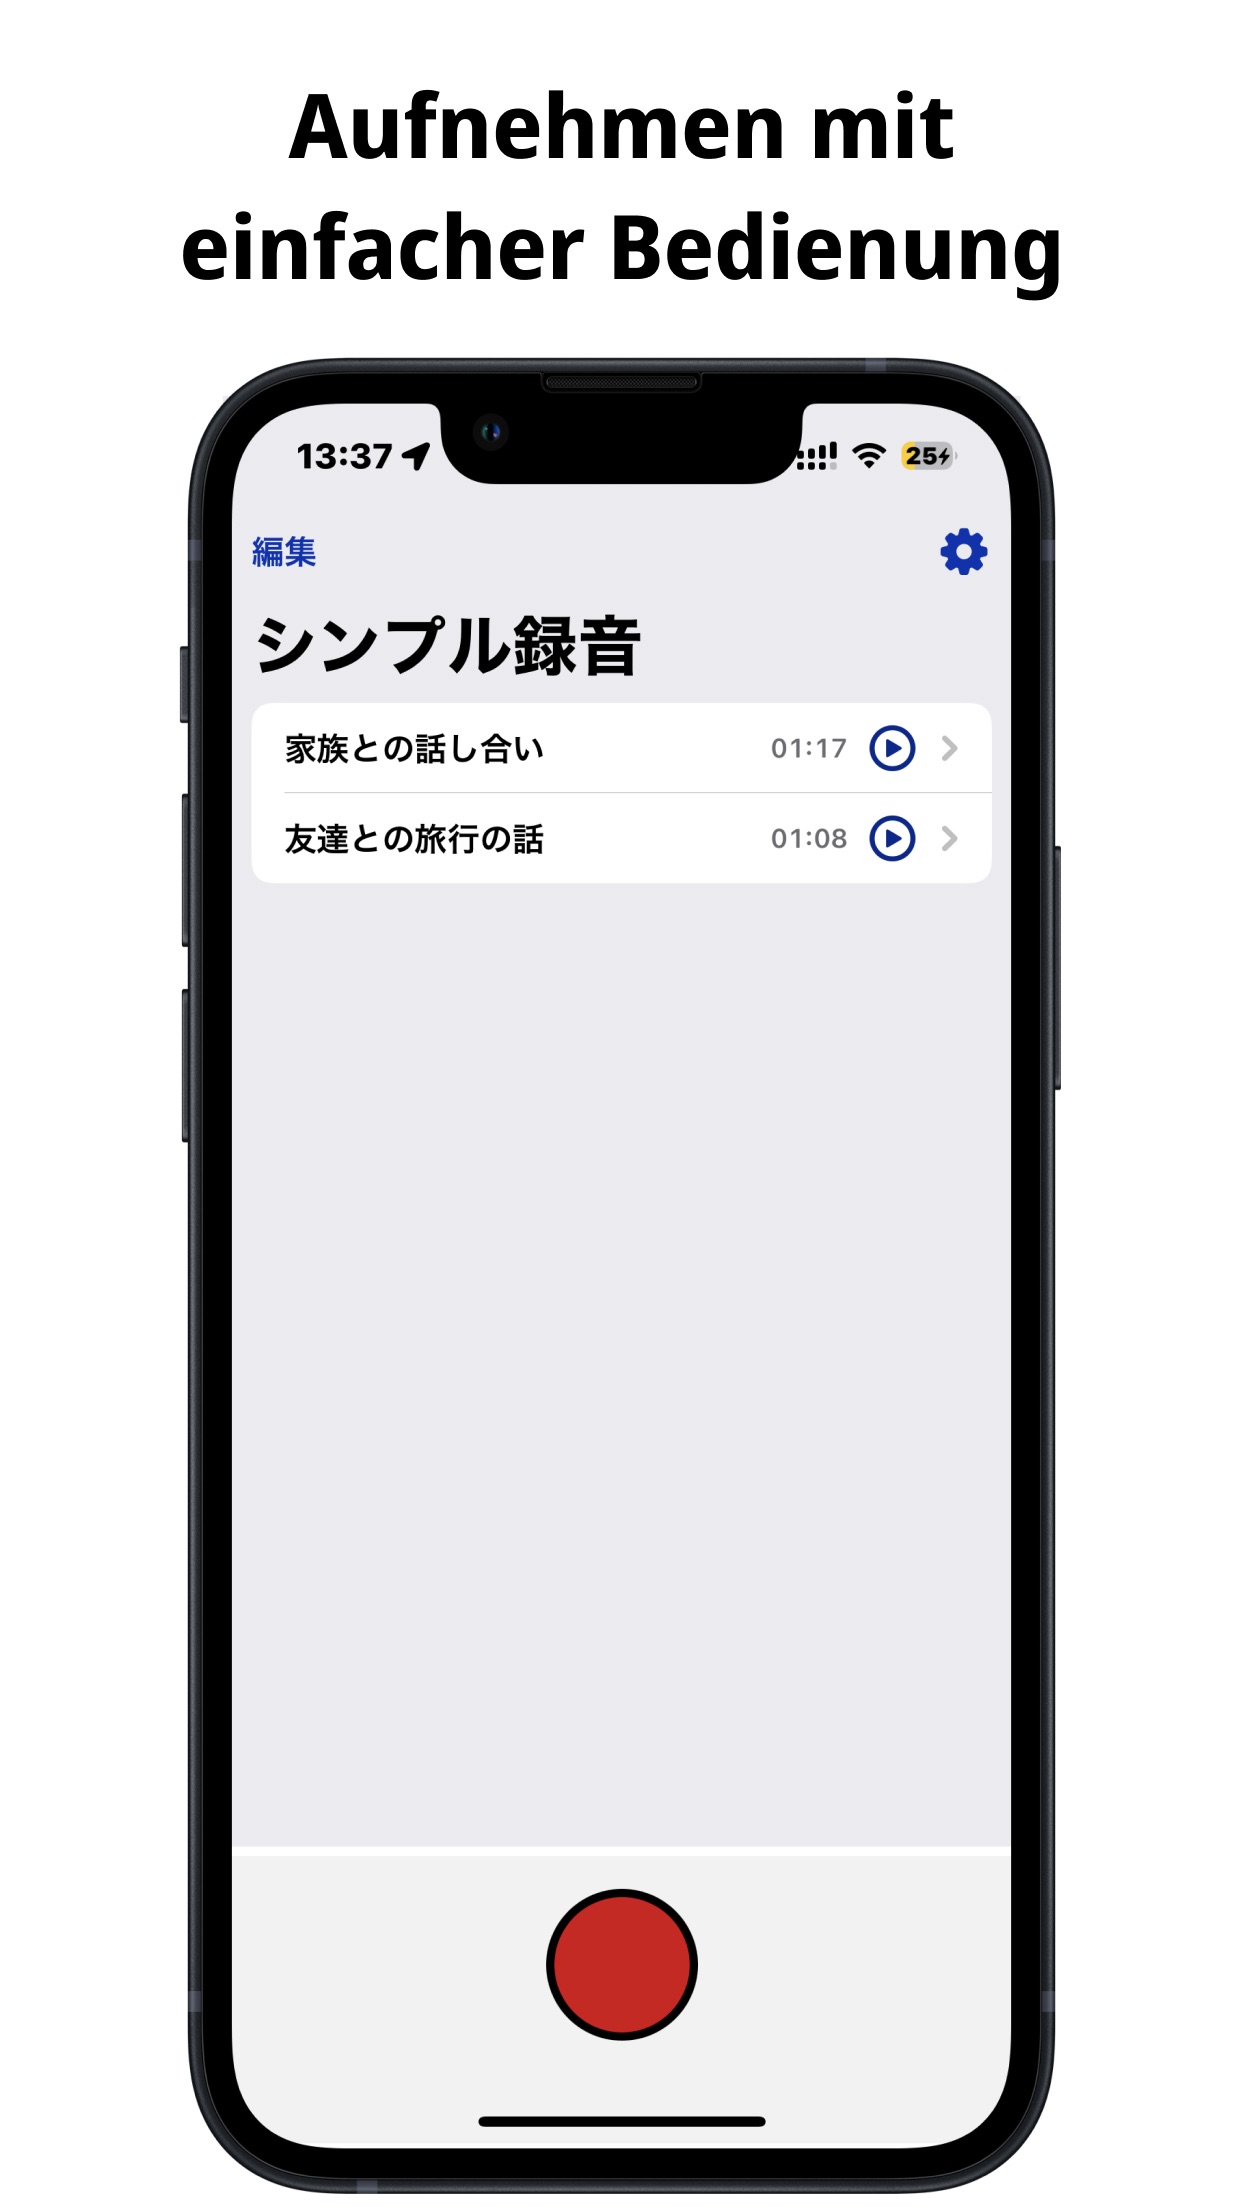 Aufnehmen mit
einfacher Bedienung
13:37
25
編集
シンプル録音
家族との話し合い 01:17
友達との旅行の話 01:08